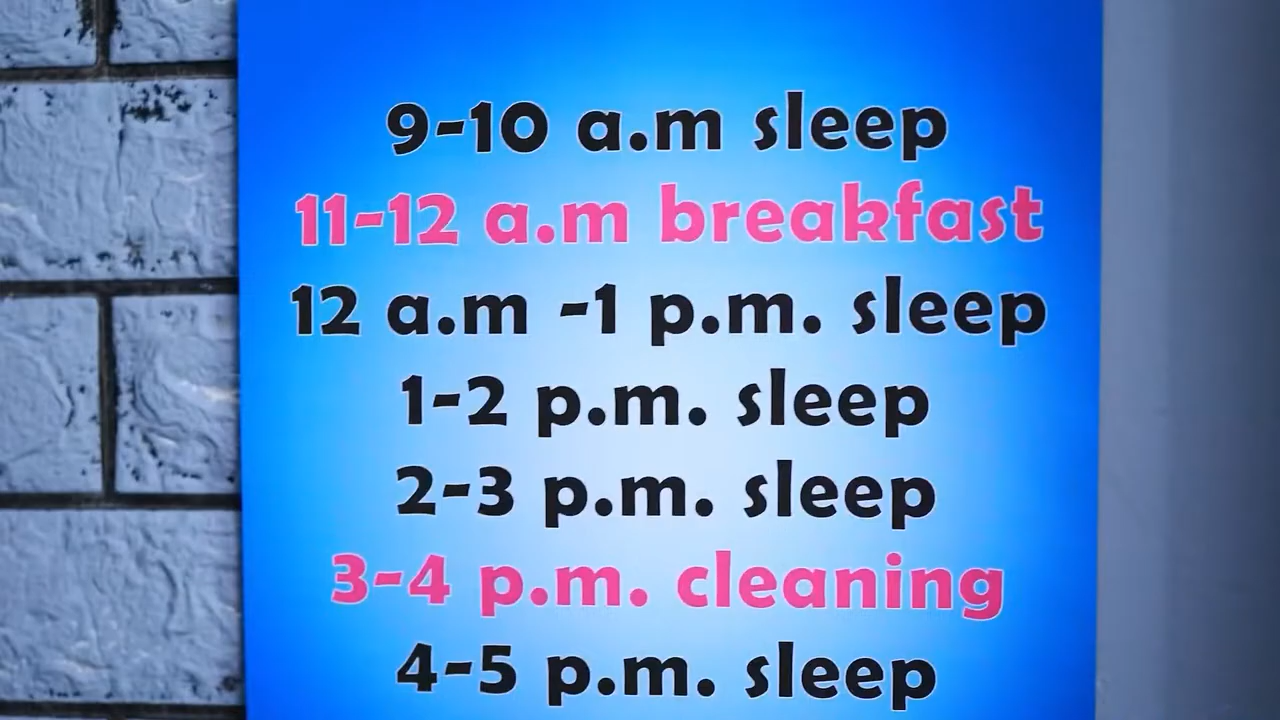 9-10 a.m sleep
11-12 a.m breakfast
12 a.m -1 p.m. sleep
1-2 p.m. sleep
2-3 p.m. sleep
3-4 p.m. cleaning
4-5 p.m. sleep